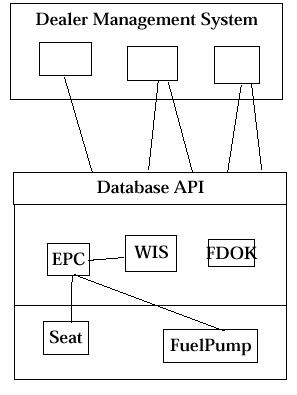 Dealer Management System
Database API
EPC
WIS
FDOK
Seat
FuelPump